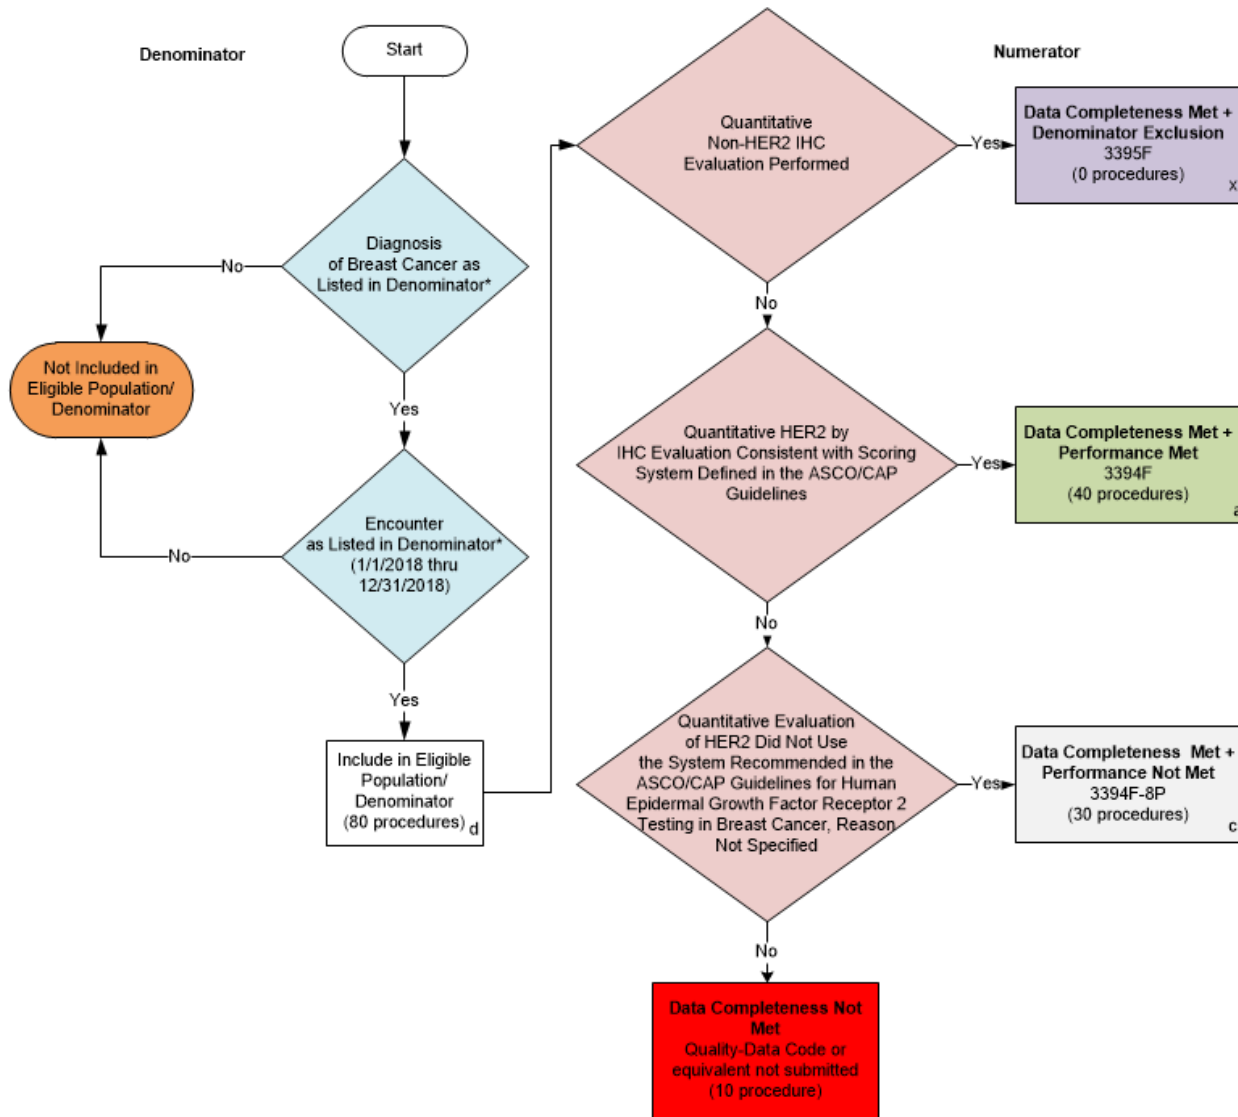 Denominator
Start
Diagnosis
of Breast Cancer as
Listed in Denominator*
No
Not Included in
Eligible Population/
Denominator
Yes
Encounter
as Listed in Denominator*
(1/1/2018 thru
12/31/2018)
No
Yes
Include in Eligible
Population/
Denominator
(80 procedures) d
Numerator
Quantitative
Non-HER2 IHC
Evaluation Performed
Yes
Data Completeness Met +
Denominator Exclusion
3395F
(0 procedures)
x
No
Quantitative HER2 by
IHC Evaluation Consistent with Scoring
System Defined in the ASCO/CAP
Guidelines
Yes
Data Completeness Met +
Performance Met
3394F
(40 procedures)
a
No
Quantitative Evaluation
of HER2 Did Not Use
the System Recommended in the
ASCO/CAP Guidelines for Human
Epidermal Growth Factor Receptor 2
Testing in Breast Cancer, Reason
Not Specified
Yes
Data Completeness Met +
Performance Not Met
3394F-8P
(30 procedures)
c
No
Data Completeness Not
Met
Quality-Data Code or
equivalent not submitted
(10 procedure)